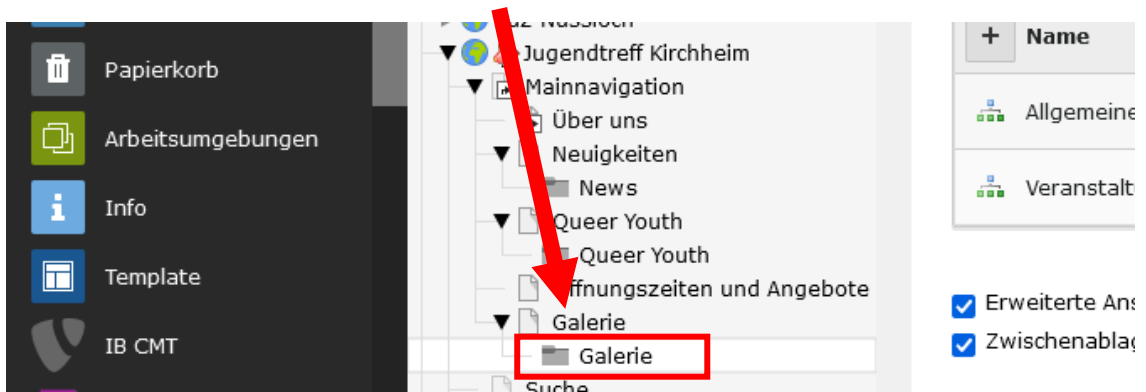 Papierkorb
Arbeitsumgebungen
Info
Template
IB CMT
Jugendtreff Kirchheim
Mainnavigation
Über uns
Neuigkeiten
News
Queer Youth
Queer Youth
ffnungszeiten und Angebote
Galerie
Galerie
Suche
+ Name
Allgemeine
Veranstalt
Erweiterte Ans
Zwischenablag